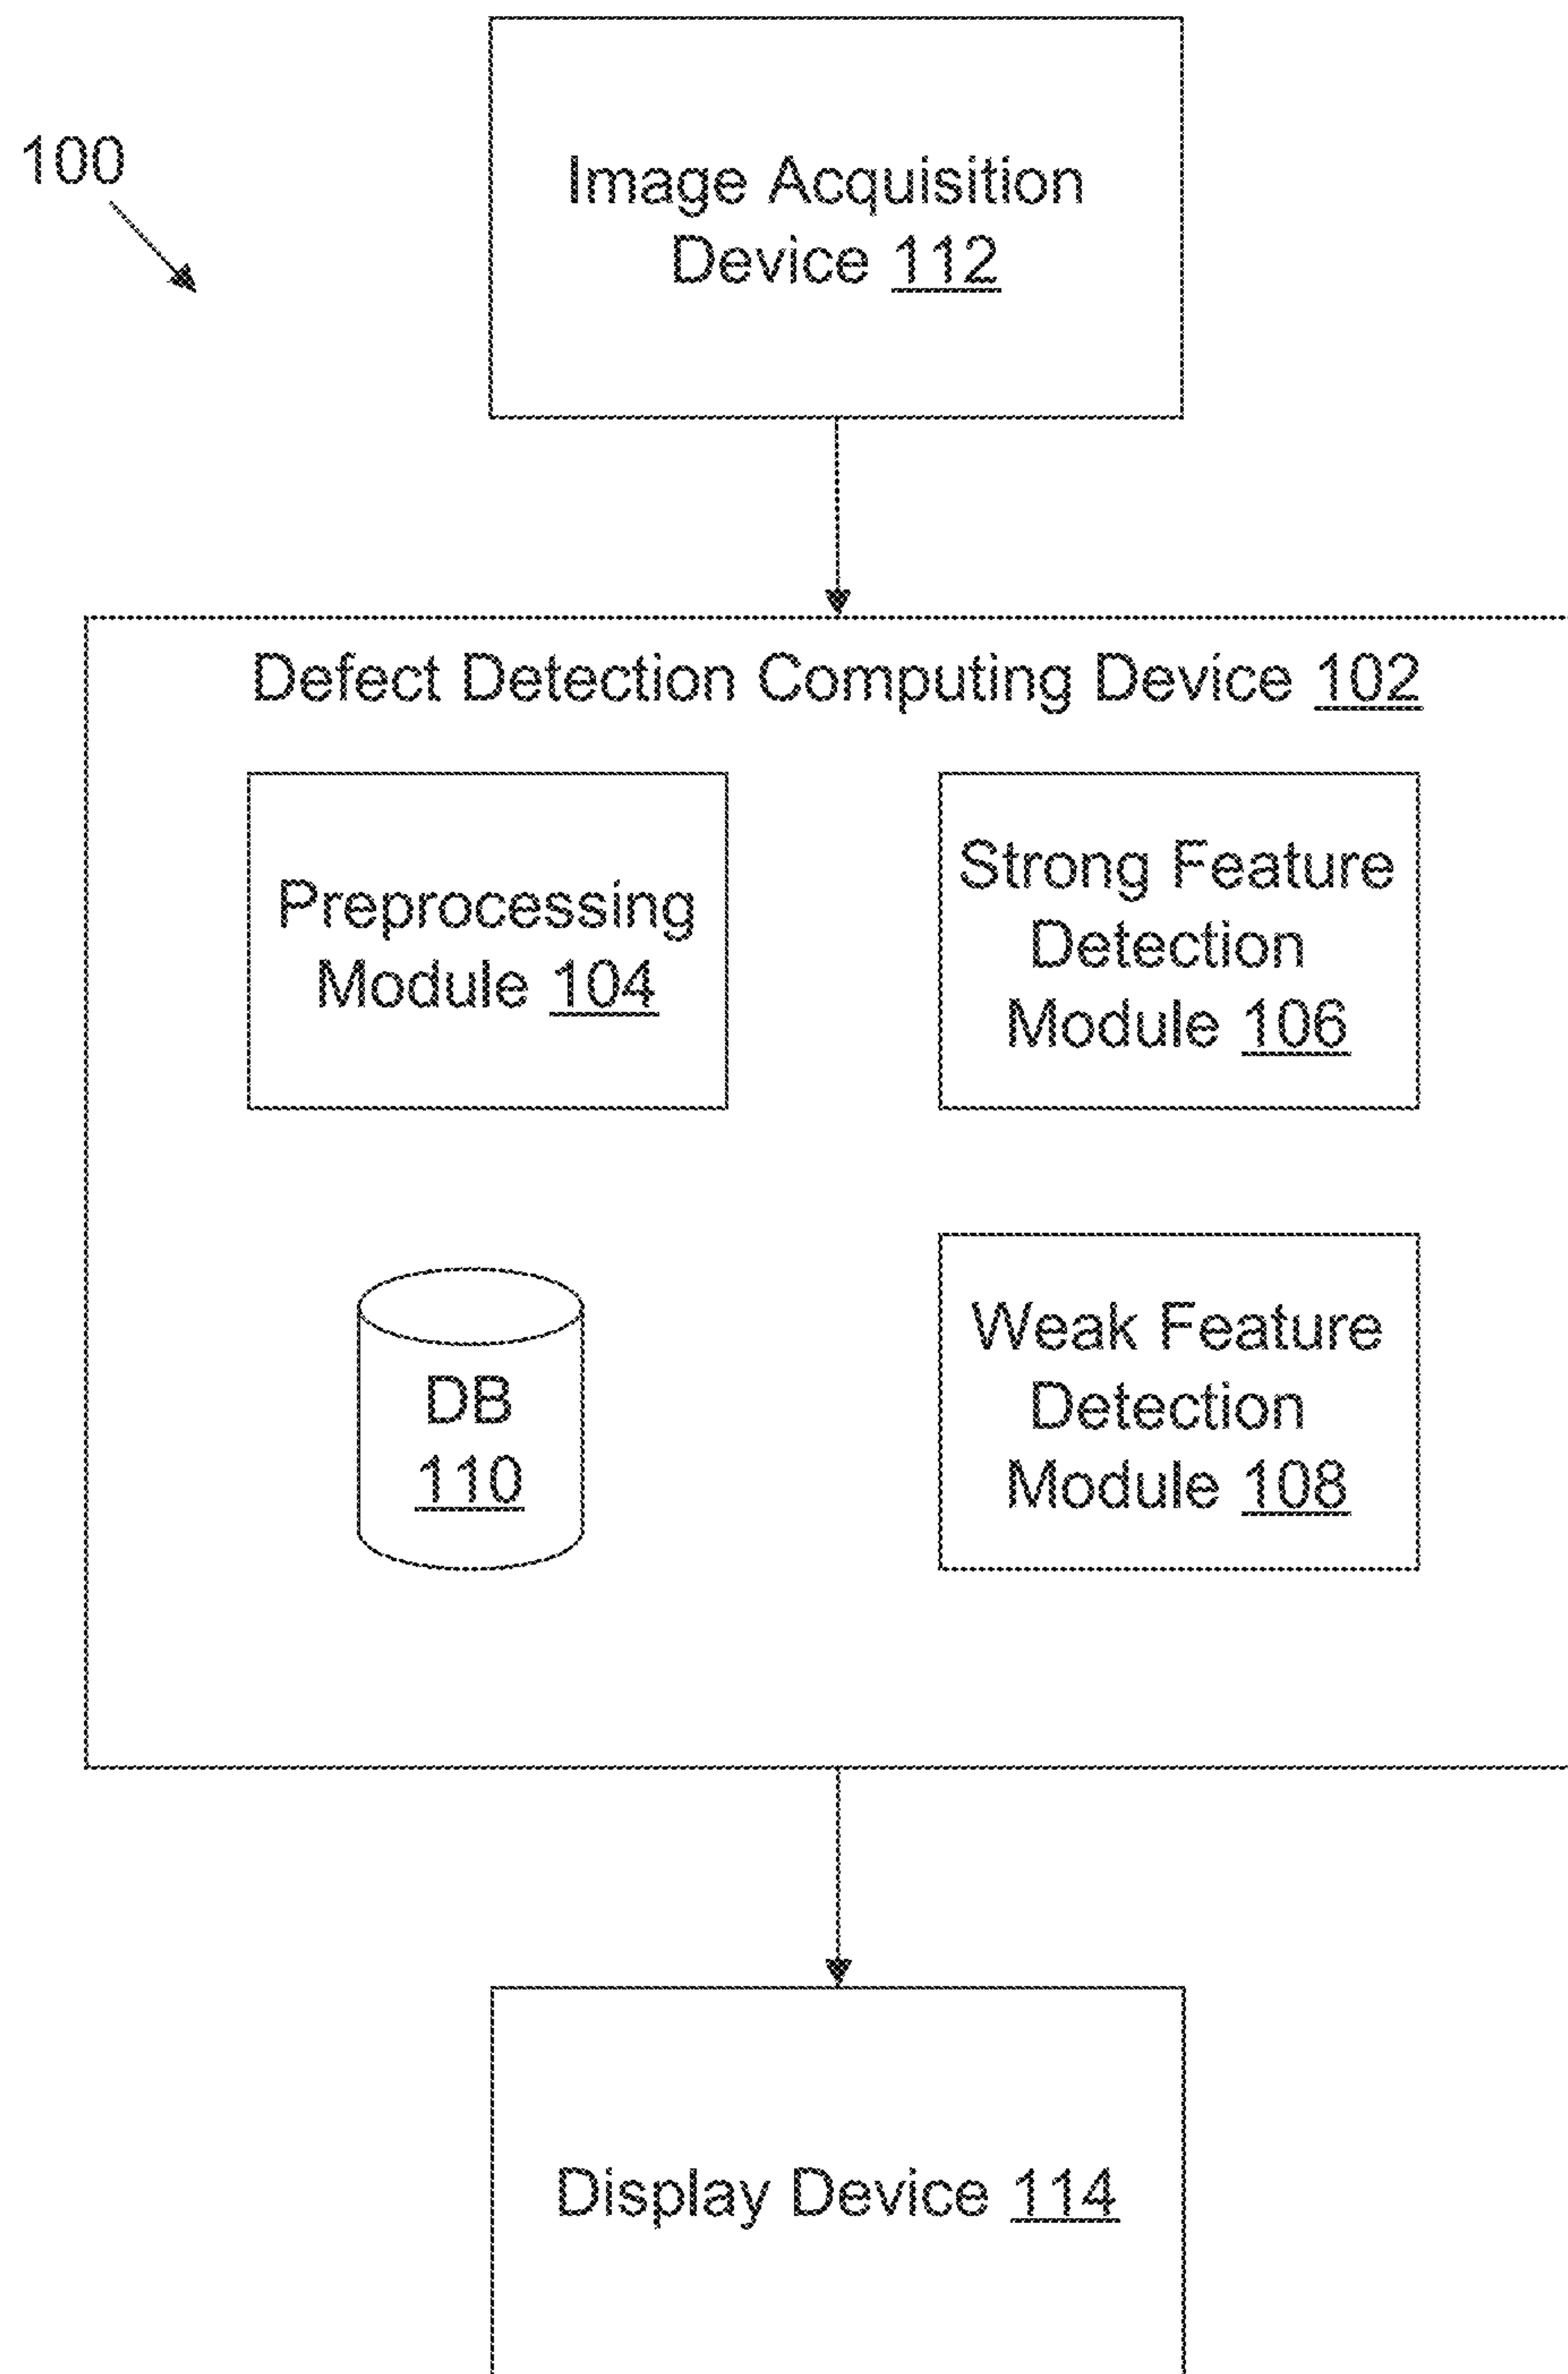 100
Image Acquisition
Device 112
Defect Detection Computing Device 102
Preprocessing
Module 104
Strong Feature
Detection
Module 106
DB
110
Weak Feature
Detection
Module 108
Display Device 114